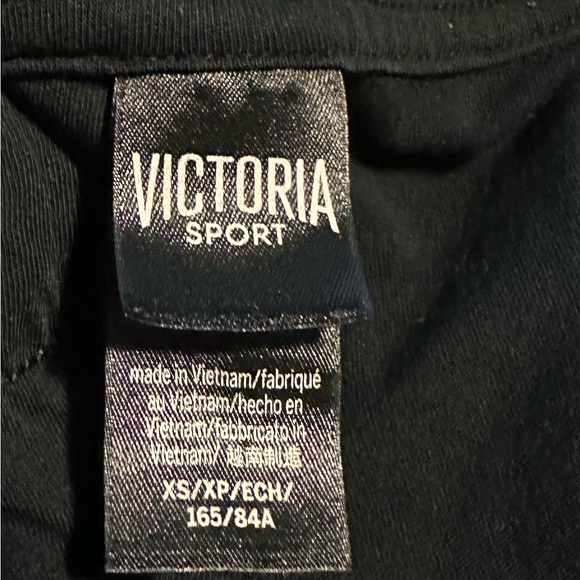 VICTORIA
SPORT
made in Vietnam/fabriqué
au Vietnam/hecho en
Vietnam/fabbricato in
Vietnam/ 越南制造
XS/XP/ECH/
165/84A